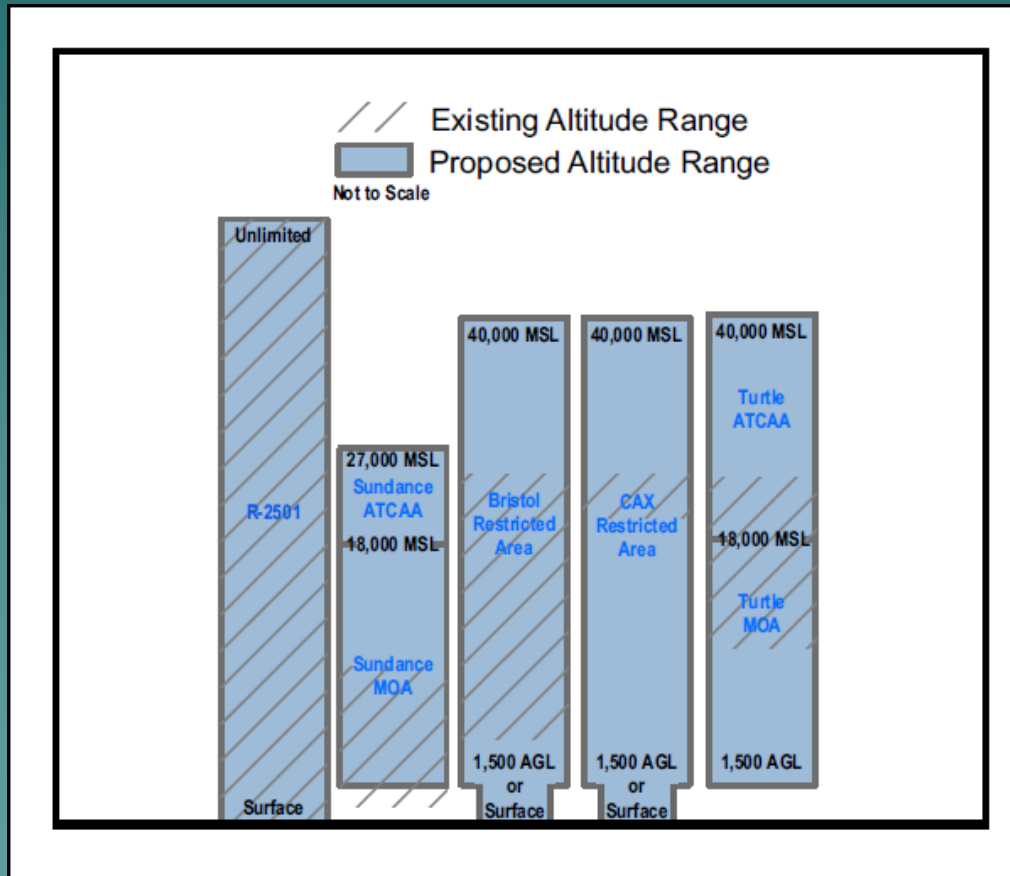 Existing Altitude Range
Proposed Altitude Range
Not to Scale
Unlimited
R-2501
Surface
27,000 MSL
Sundance
ATCAA
18,000 MSL
Sundance
MOA
40,000 MSL
Bristol
Restricted
Area
1,500 AGL
or
Surface
40,000 MSL
CAX
Restricted
Area
1,500 AGL
or
Surface
40,000 MSL
Turtle
ATCAA
18,000 MSL
Turtle
MOA
1,500 AGL